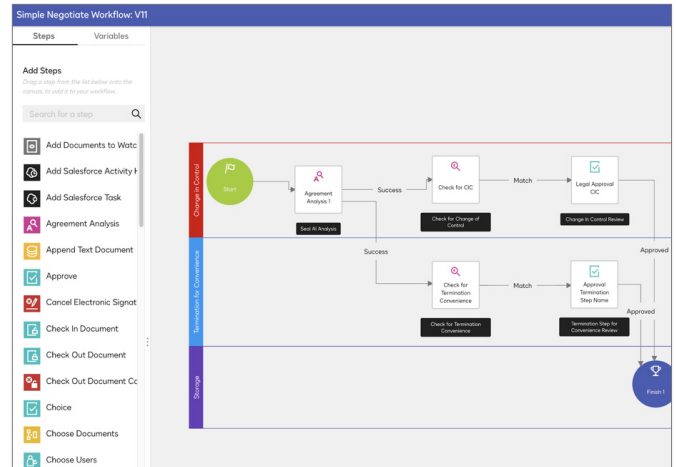 Simple Negotiate Workflow: V11
Steps
Variables
Add Steps
Drag a step from the list below onto the
canvas, to add it to your workflow.
Search for a step
Add Documents to Watc
Add Salesforce Activity H
Add Salesforce Task
Agreement Analysis
Append Text Document
Approve
Cancel Electronic Signat
Check In Document
Check Out Document
Check Out Document Cc
Choice
Choose Documents
Choose Users
Change in Control
Start
Agreement
Analysis 1
Seal AI Analysis
Success
Check for CIC
Check for Change of
Control
Match
Legal Approval
CIC
Change In Control Review
Approved
Termination for Convenience
Success
Check for
Termination
Convenience
Check for Termination
Convenience
Match
Approval
Termination
Step Name
Termination Step for
Convenience Review
Approved
Storage
Finish 1